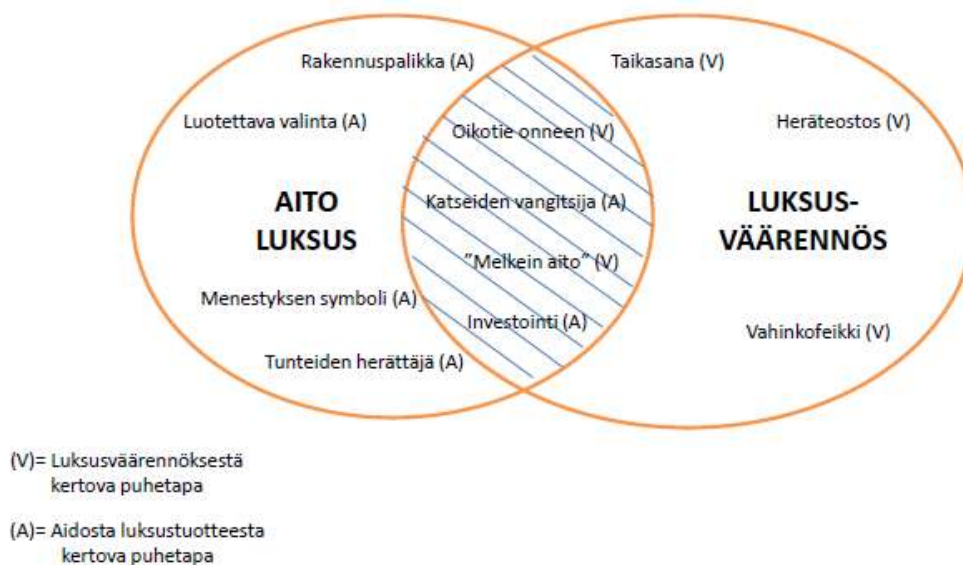 Rakennuspalikka (A)
Taikasana (V)
Luotettava valinta (A)
Oikotie onneen (V)
Heräteostos (V)
AITO
LUKSUS
Katseiden vangitsija (A)
LUKSUS-
VÄÄRENNÖS
”Melkein aito” (V)
Menestyksen symboli (A)
Investointi (A)
Vahinkofeikki (V)
Tunteiden herättäjä (A)
(V)= Luksusväärennöksestä
kertova puhetapa
(A)= Aidosta luksustuotteesta
kertova puhetapa